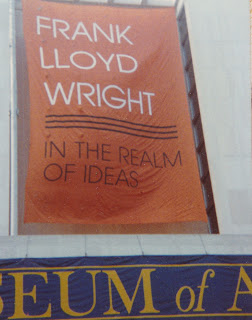 FRANK
LLOYD
WRIGHT
IN THE REALM
OF IDEAS
SEUM of A